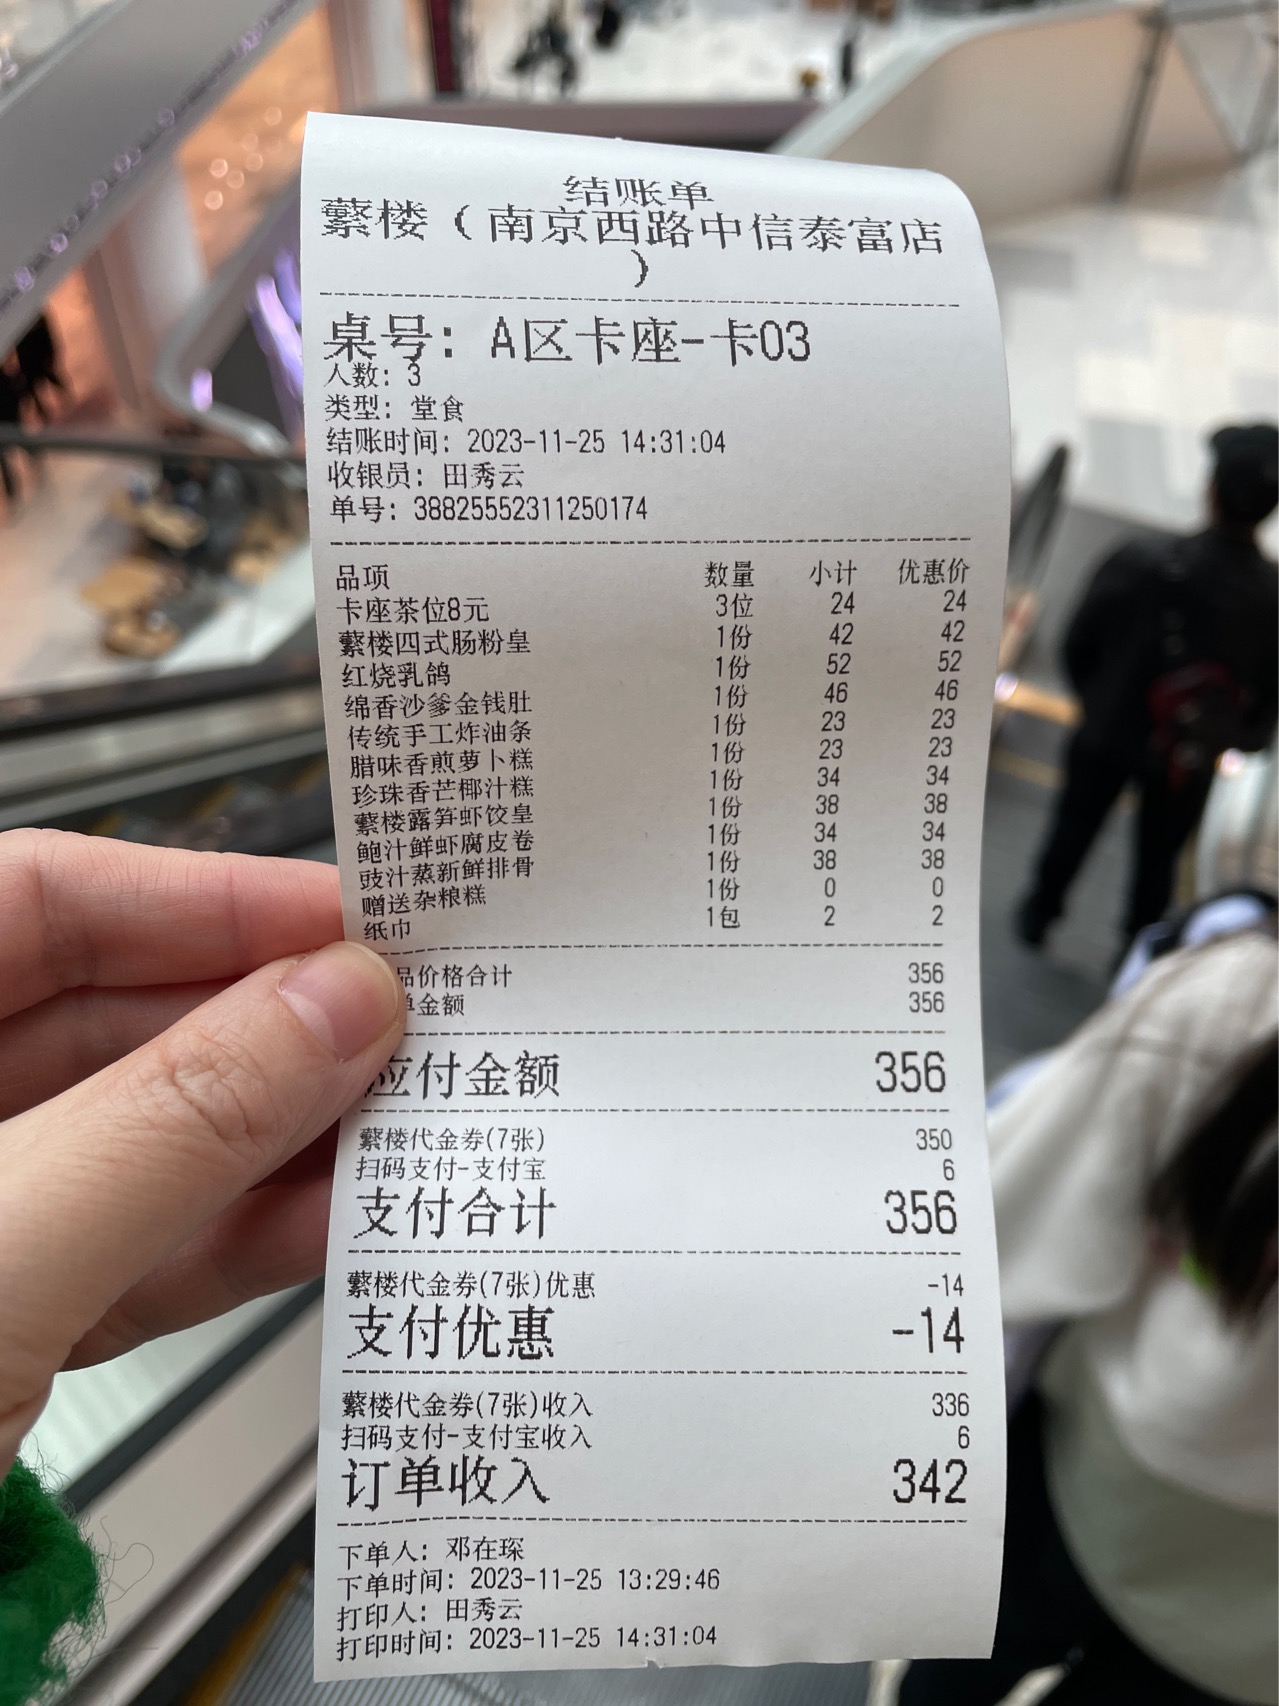 结账单
蘩楼（南京西路中信泰富店
）
桌号：A区卡座-卡03
人数：3
类型：堂食
结账时间：2023-11-25 14:31:04
收银员：田秀云
单号：38825552311250174
品项 数量 小计 优惠价
卡座茶位8元 3位 24 24
蘩楼四式肠粉皇 1份 42 42
红烧乳鸽 1份 52 52
绵香沙爹金钱肚 1份 46 46
传统手工炸油条 1份 23 23
腊味香煎萝卜糕 1份 23 23
珍珠香芒椰汁糕 1份 34 34
蘩楼露笋虾饺皇 1份 38 38
鲍汁鲜虾腐皮卷 1份 34 34
豉汁蒸新鲜排骨 1份 38 38
赠送杂粮糕 1份 0 0
纸巾 1包 2 2
品价格合计 356
单金额 356
应付金额 356
蘩楼代金券(7张) 350
扫码支付-支付宝 6
支付合计 356
蘩楼代金券(7张)优惠 -14
支付优惠 -14
蘩楼代金券(7张)收入 336
扫码支付-支付宝收入 6
订单收入 342
下单人：邓在琛
下单时间：2023-11-25 13:29:46
打印人：田秀云
打印时间：2023-11-25 14:31:04